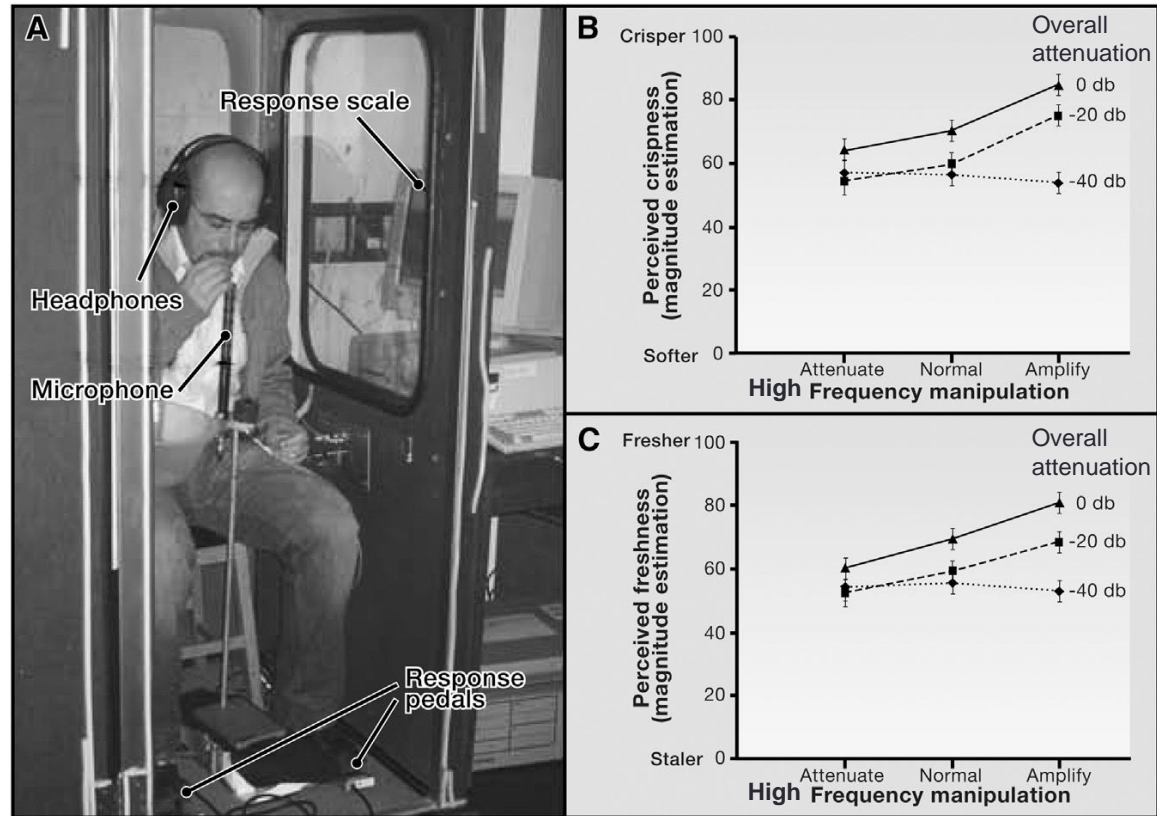 A
Response scale
Headphones
Microphone
Response
pedals
B
Crisper 100
80
60
40
20
Softer 0
Perceived crispness
(magnitude estimation)
Overall
attenuation
0 db
-20 db
-40 db
Attenuate Normal Amplify
High Frequency manipulation
C
Fresher 100
80
60
40
20
Staler 0
Perceived freshness
(magnitude estimation)
Overall
attenuation
0 db
-20 db
-40 db
Attenuate Normal Amplify
High Frequency manipulation